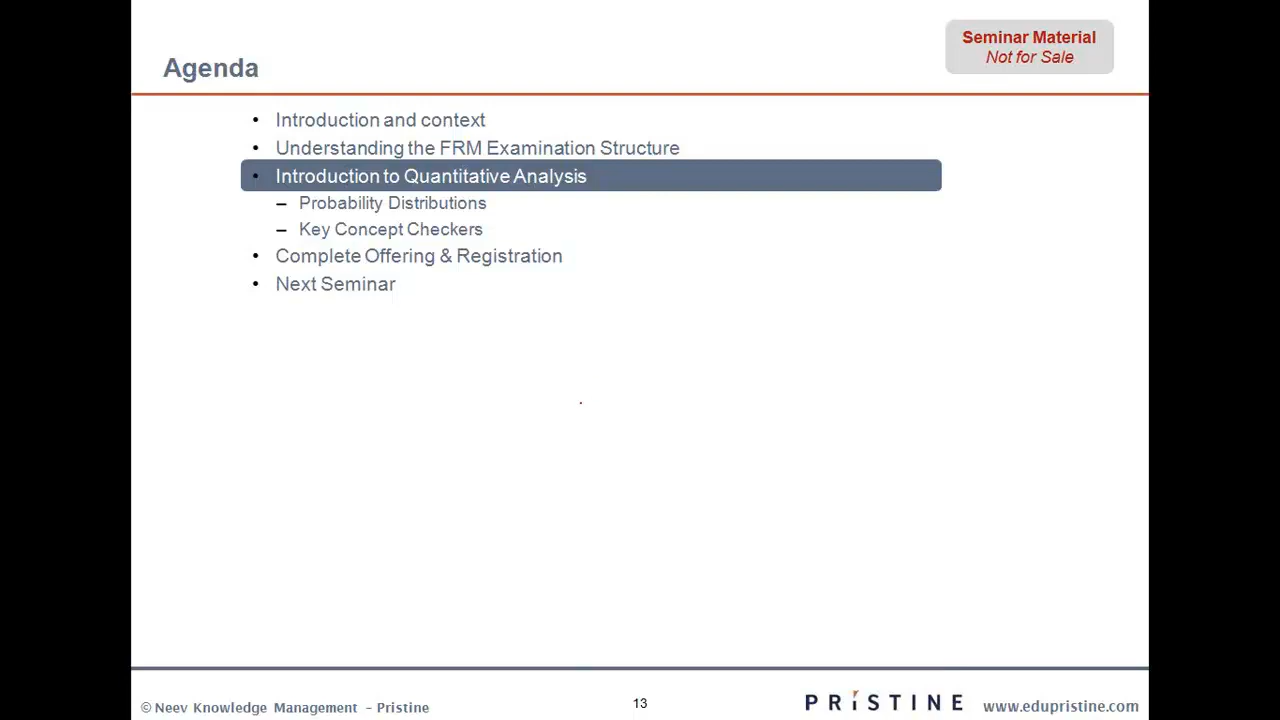 Seminar Material
Not for Sale
Agenda
• Introduction and context
• Understanding the FRM Examination Structure
• Introduction to Quantitative Analysis
– Probability Distributions
– Key Concept Checkers
• Complete Offering & Registration
• Next Seminar
© Neev Knowledge Management – Pristine
13
PRISTINE
www.edupristine.com